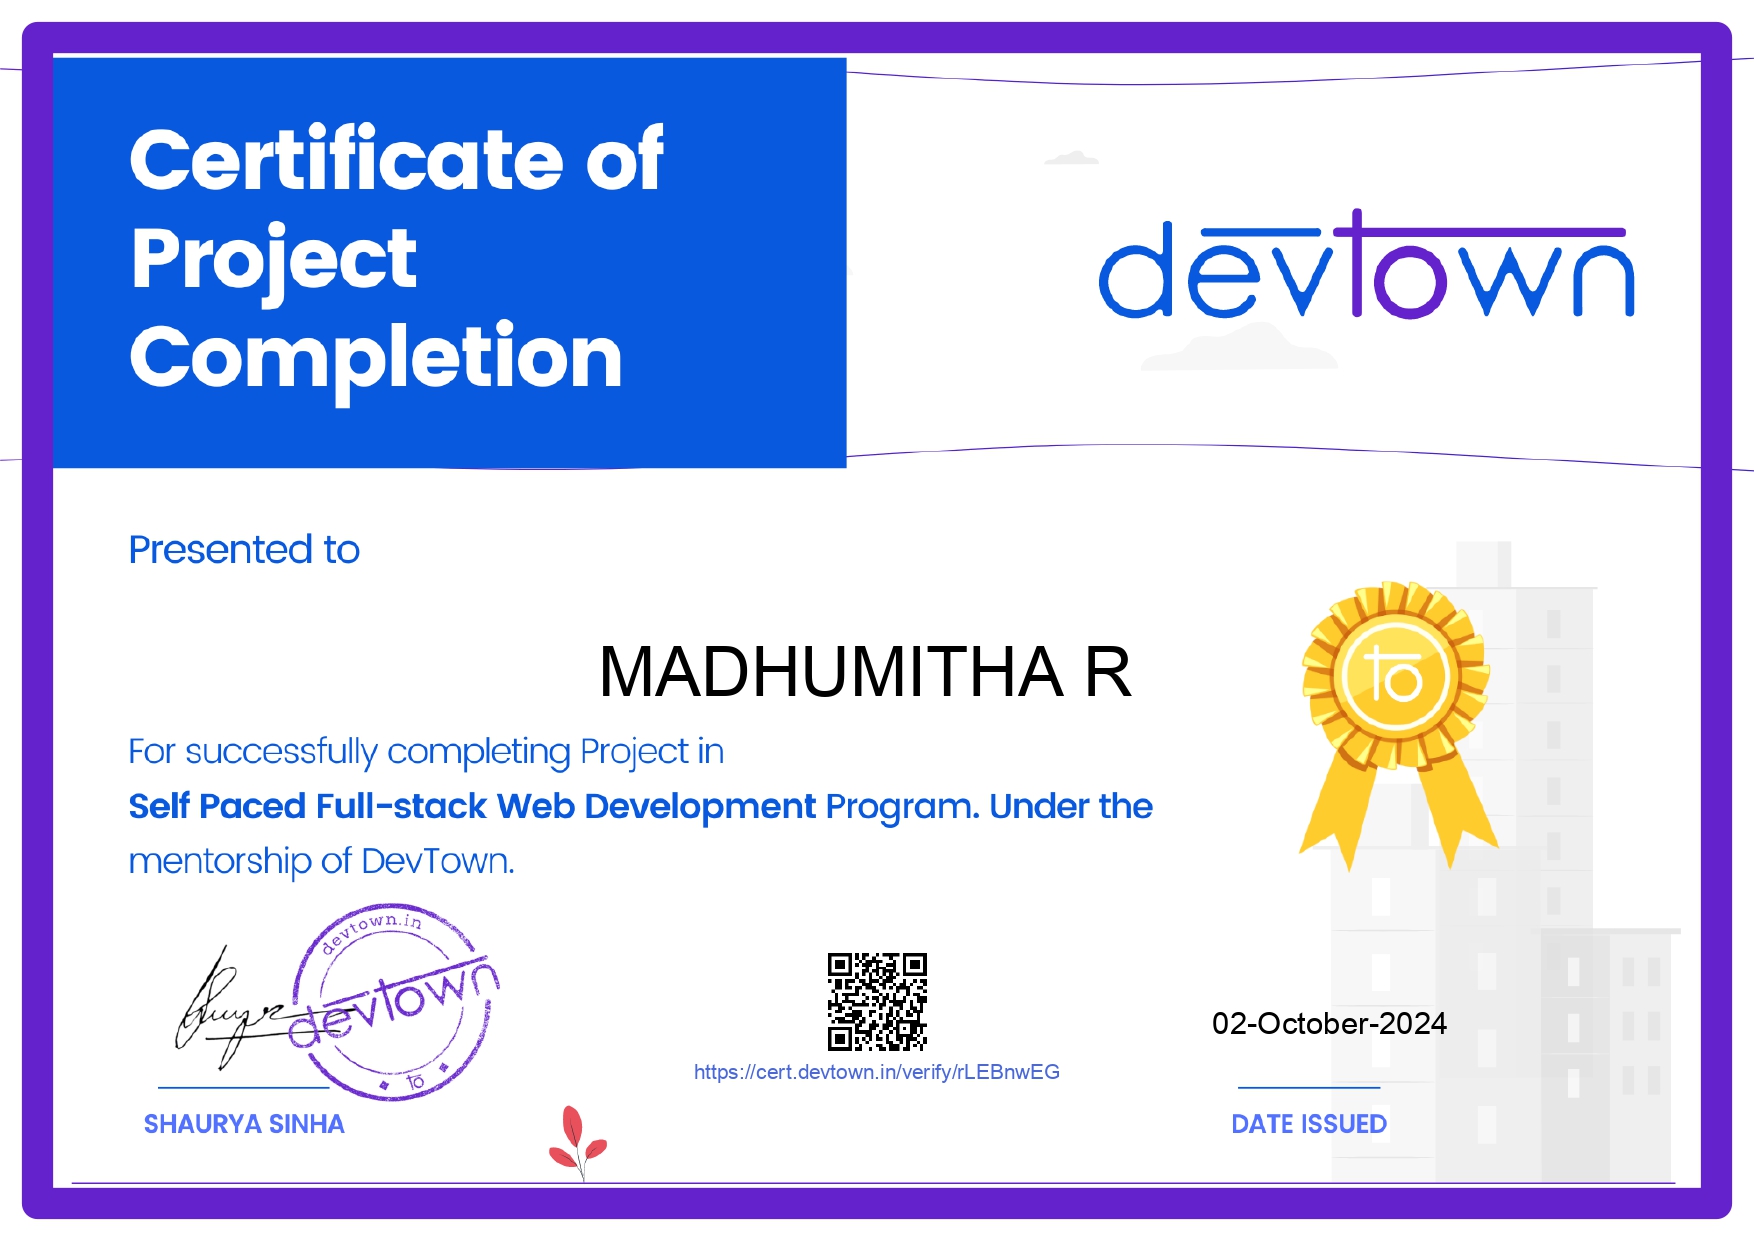 Certificate of
Project
Completion
devtown
Presented to
MADHUMITHA R
to
For successfully completing Project in
Self Paced Full-stack Web Development Program. Under the
mentorship of DevTown.
devtown.in
devtown
to
https://cert.devtown.in/verify/rLEBnwEG
02-October-2024
SHAURYA SINHA
DATE ISSUED